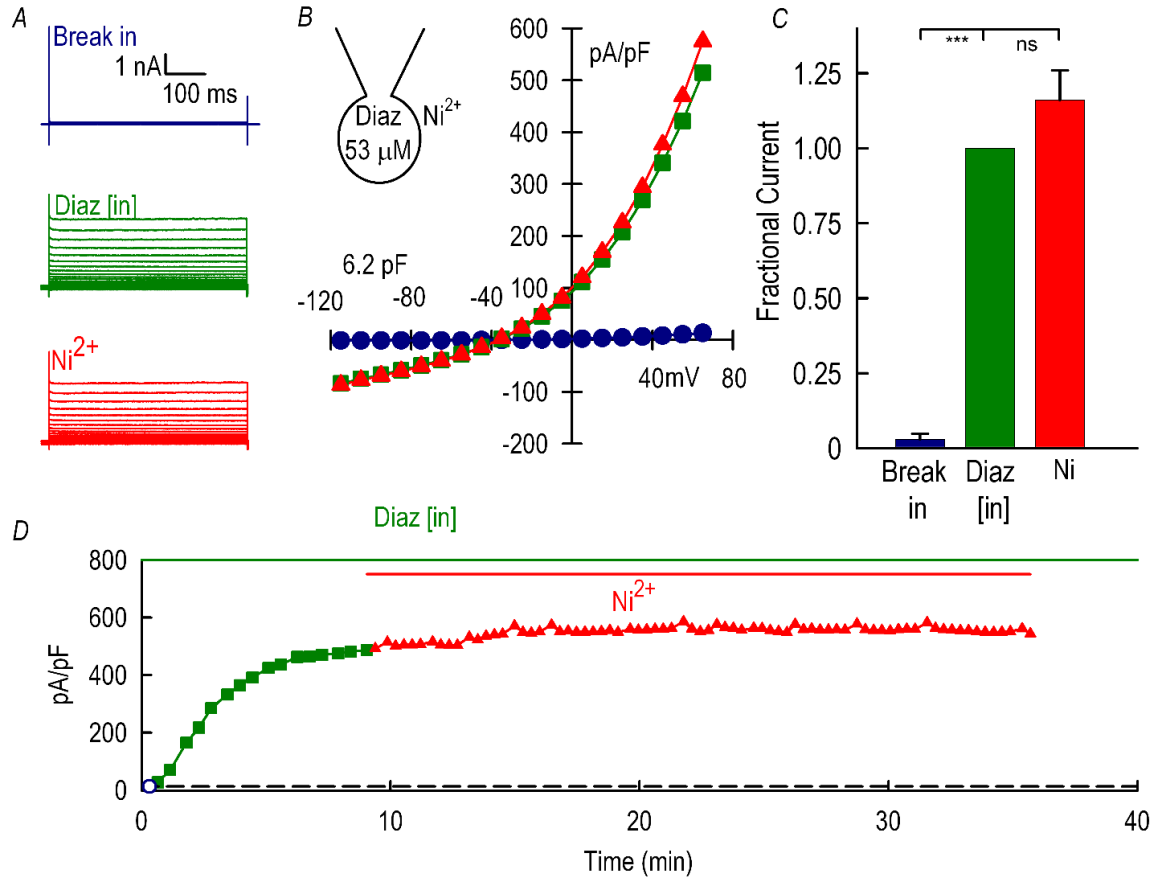 A
Break in
1 nA
100 ms
Diaz [in]
Ni2+
B
Diaz
53 μM
Ni2+
pA/pF
600
500
400
300
200
100
-100
-200
6.2 pF
-120
-80
-40
40mV
80
C
***
ns
Fractional Current
1.25
1.00
0.75
0.50
0.25
0
Break
in
Diaz
[in]
Ni
D
Diaz [in]
Ni2+
pA/pF
800
600
400
200
0
0
10
20
30
40
Time (min)